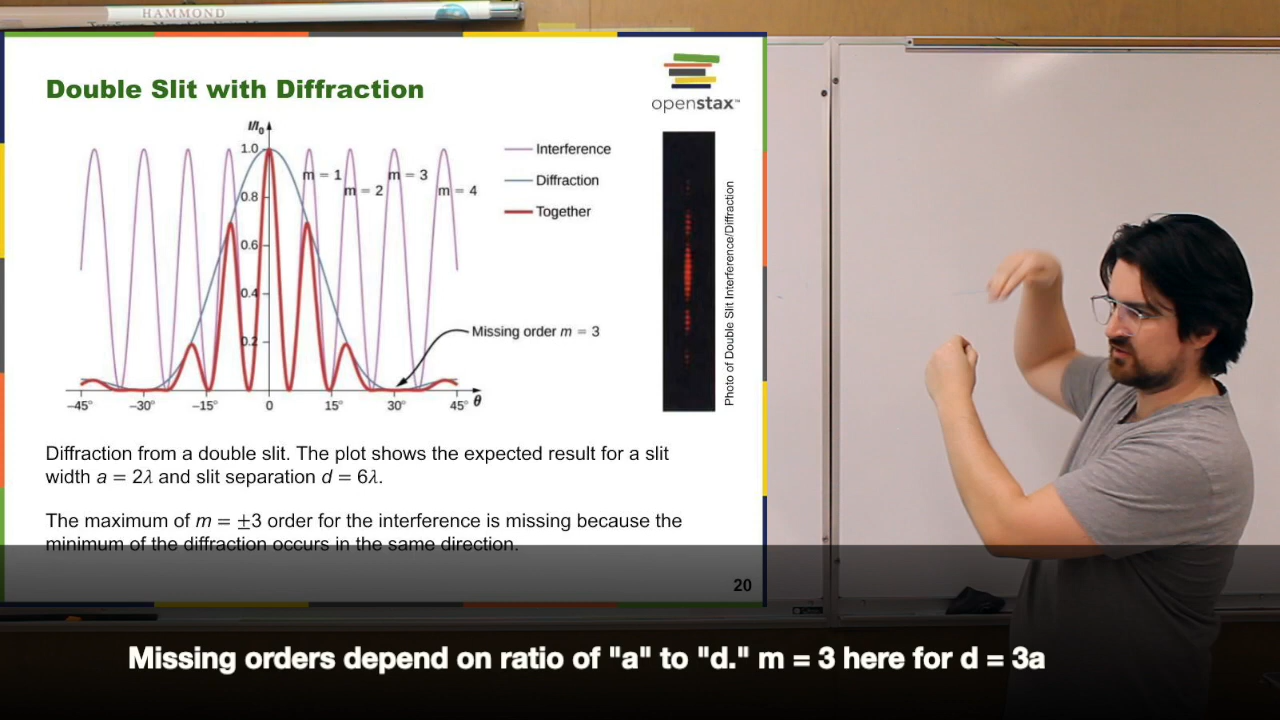 HAMMOND
Double Slit with Diffraction
openstax™
I/I₀
1.0
0.8
0.6
0.4
0.2
m = 1
m = 2
m = 3
m = 4
Interference
Diffraction
Together
Missing order m = 3
−45° −30° −15° 0 15° 30° 45° θ
Photo of Double Slit Interference/Diffraction
Diffraction from a double slit. The plot shows the expected result for a slit
width a = 2λ and slit separation d = 6λ.
The maximum of m = ±3 order for the interference is missing because the
minimum of the diffraction occurs in the same direction.
20
Missing orders depend on ratio of "a" to "d." m = 3 here for d = 3a